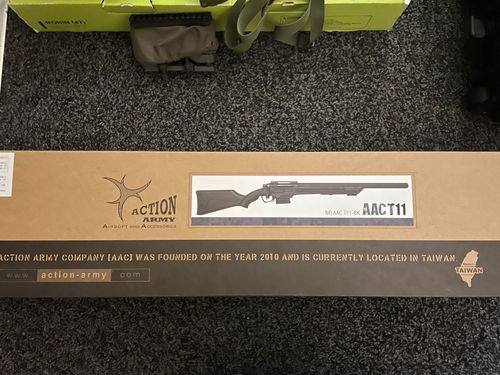 ACTION
ARMY
AIRSOFT AND ACCESSORIES
NO.AAC T11-BK AACT11
ACTION ARMY COMPANY [AAC] WAS FOUNDED ON THE YEAR 2010 AND IS CURRENTLY LOCATED IN TAIWAN.
www action-army com
TAIWAN